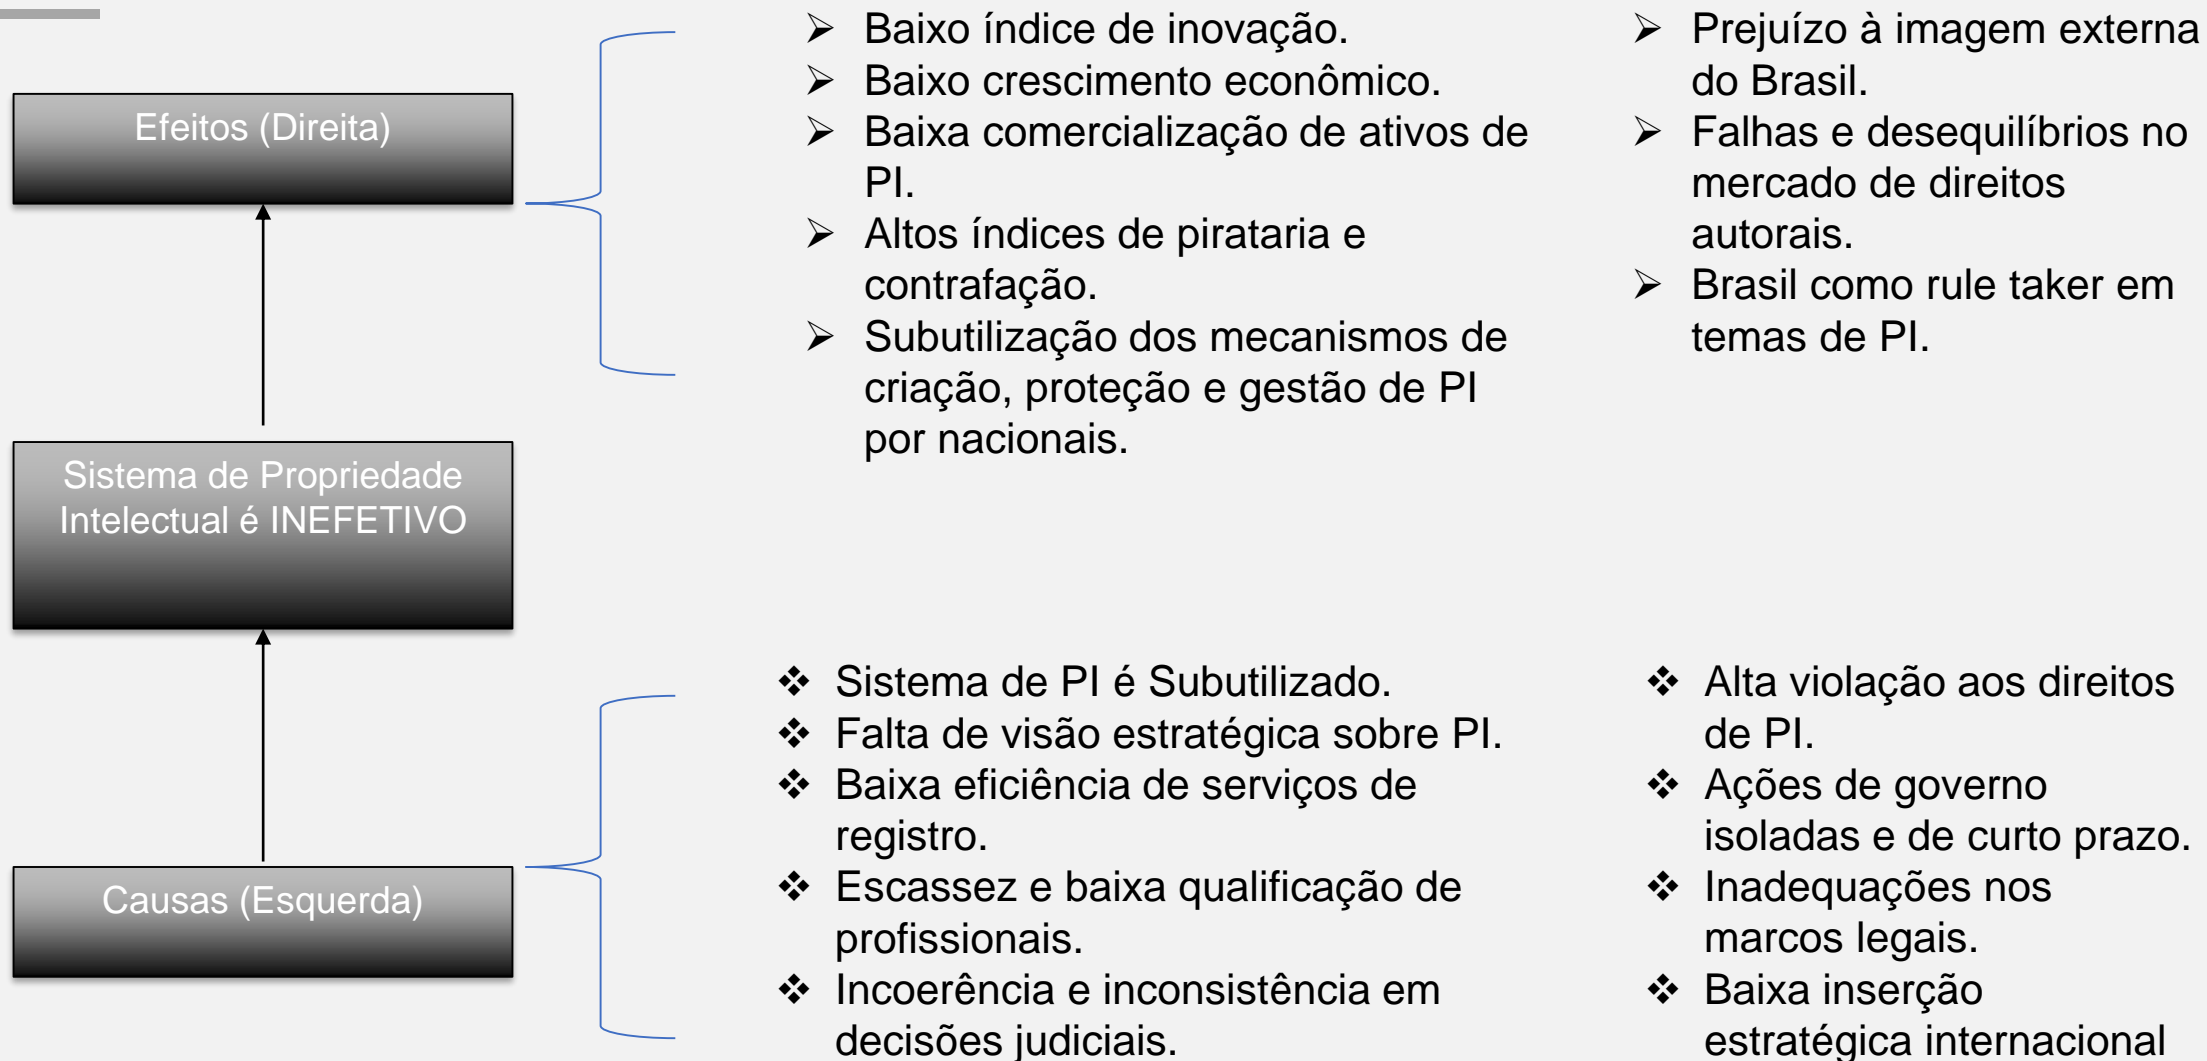 Efeitos (Direita)
Baixo índice de inovação.
Baixo crescimento econômico.
Baixa comercialização de ativos de
PI.
Altos índices de pirataria e
contrafação.
Subutilização dos mecanismos de
criação, proteção e gestão de PI
por nacionais.
Prejuízo à imagem externa
do Brasil.
Falhas e desequilíbrios no
mercado de direitos
autorais.
Brasil como rule taker em
temas de PI.
Sistema de Propriedade
Intelectual é INEFETIVO
Causas (Esquerda)
Sistema de PI é Subutilizado.
Falta de visão estratégica sobre PI.
Baixa eficiência de serviços de
registro.
Escassez e baixa qualificação de
profissionais.
Incoerência e inconsistência em
decisões judiciais.
Alta violação aos direitos
de PI.
Ações de governo
isoladas e de curto prazo.
Inadequações nos
marcos legais.
Baixa inserção
estratégica internacional